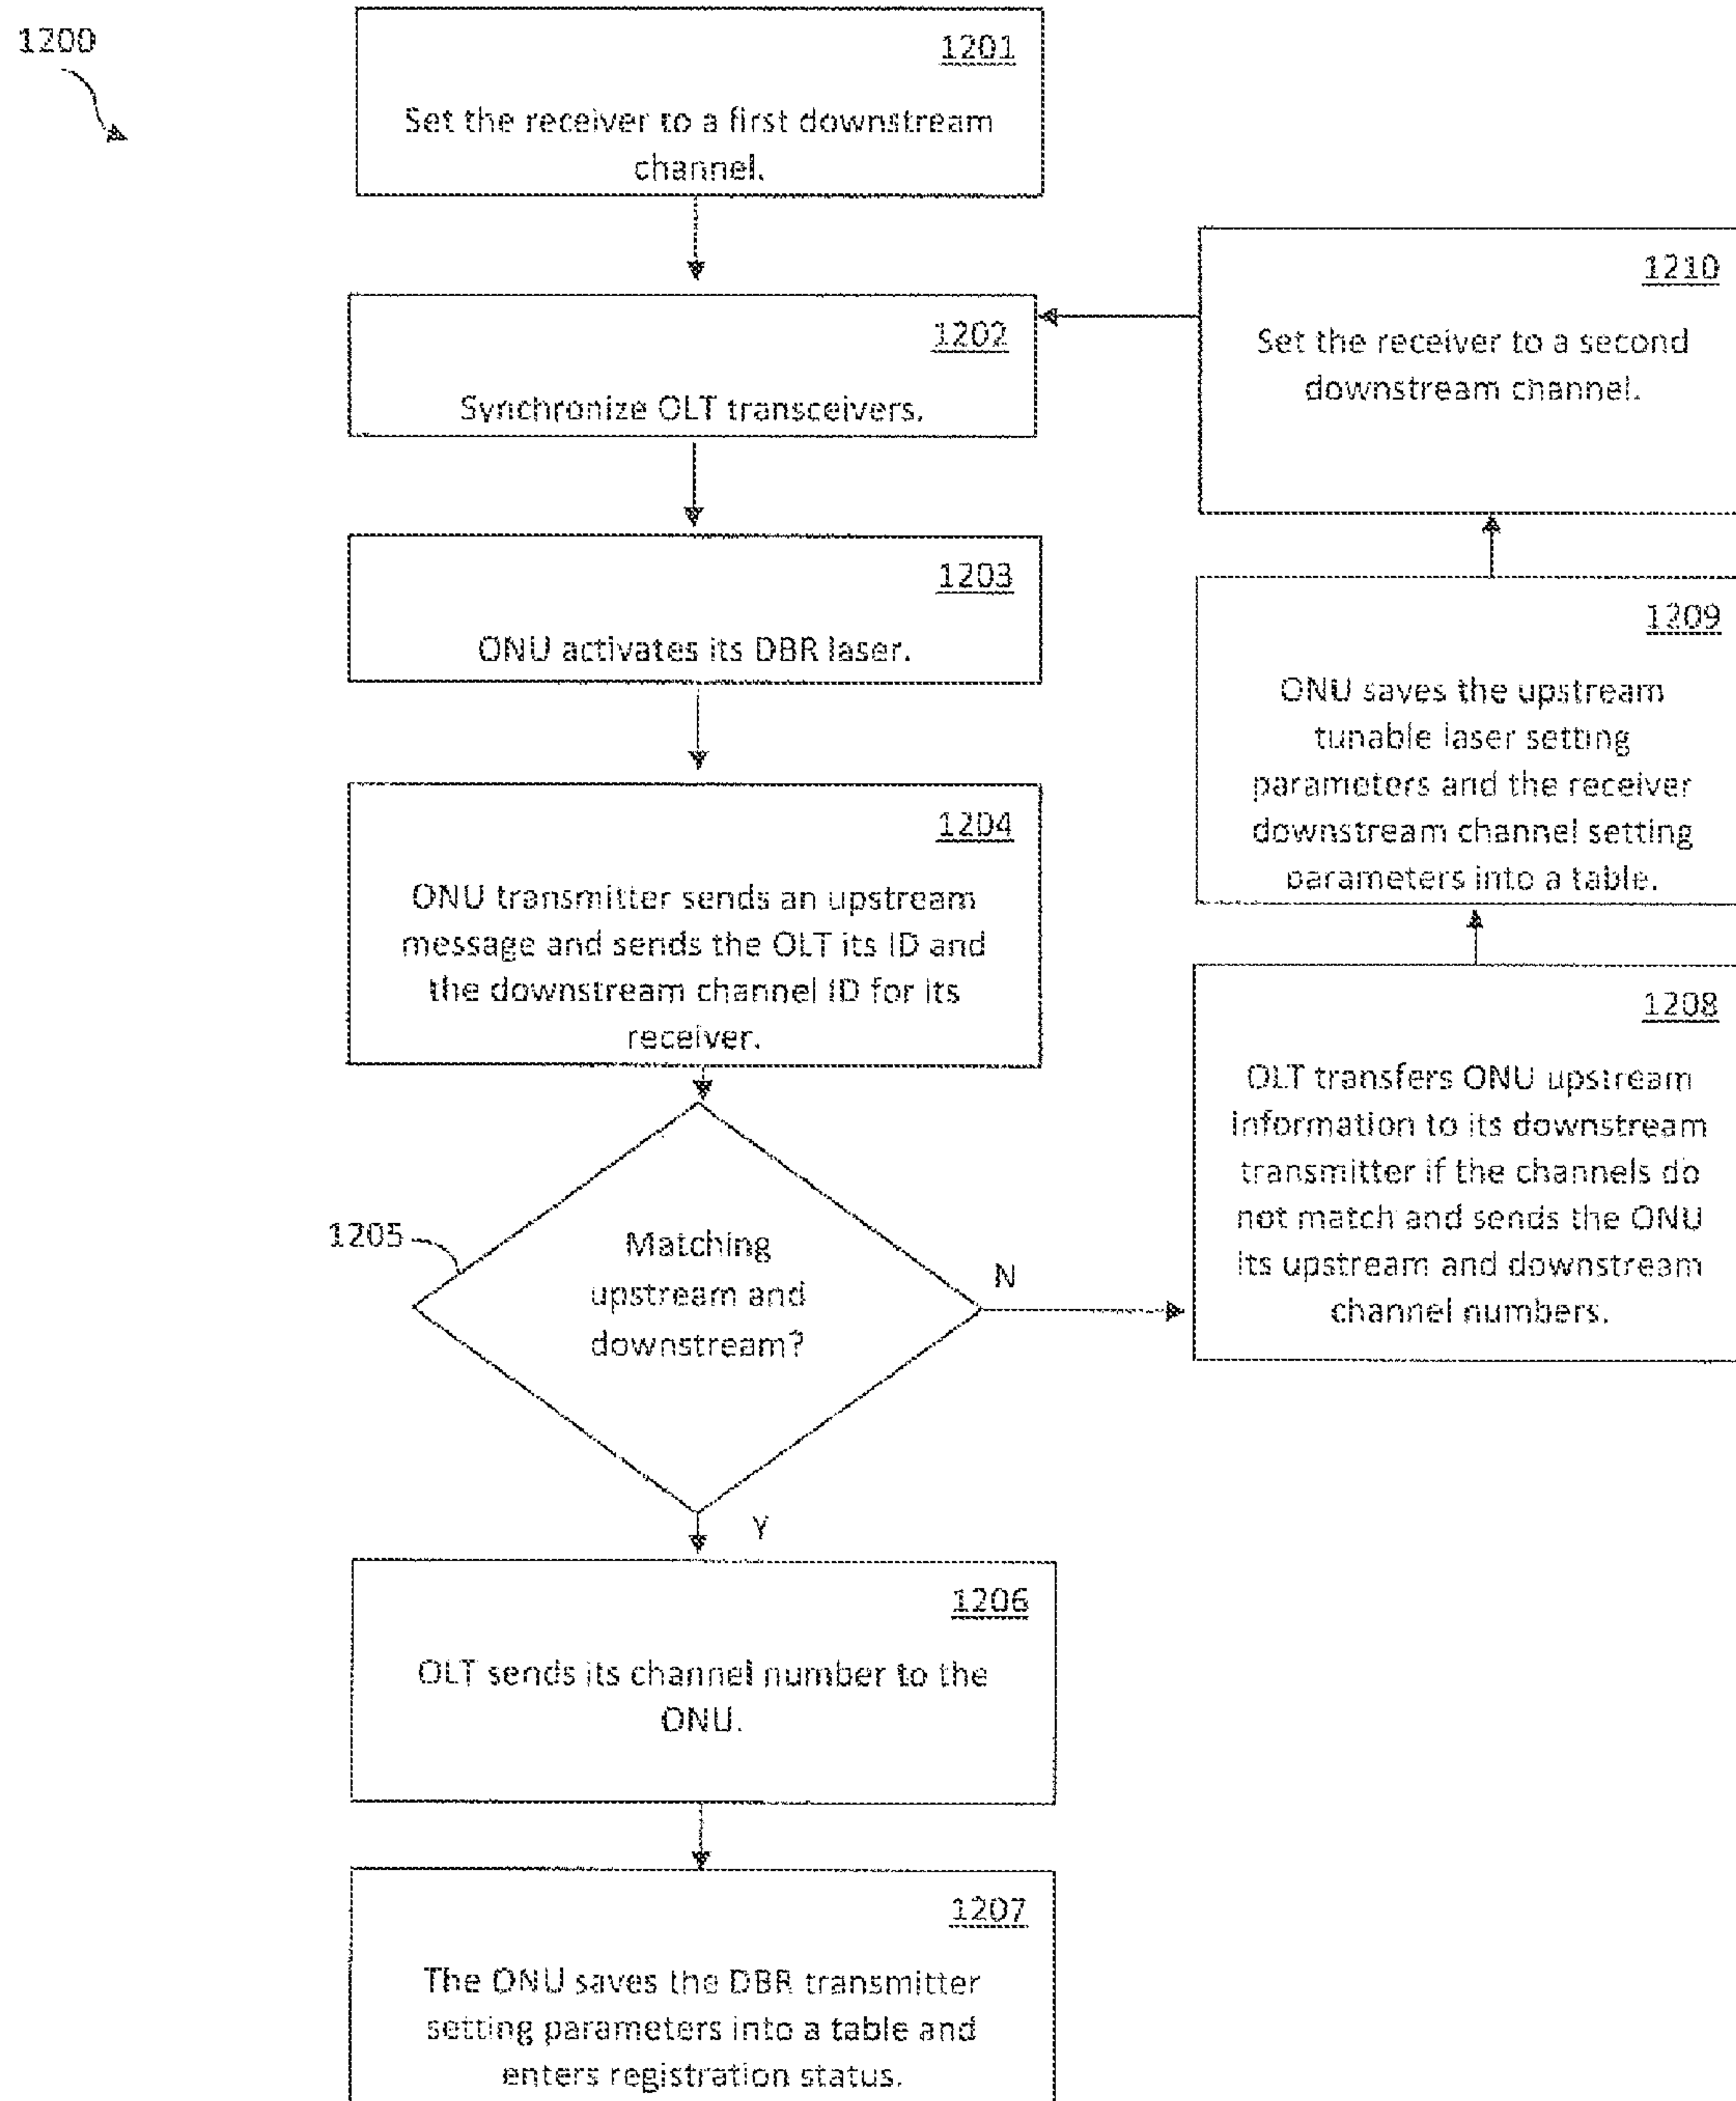 1200
1201
Set the receiver to a first downstream
channel.
1202
Synchronize OLT transceivers.
1203
ONU activates its DBR laser.
1204
ONU transmitter sends an upstream
message and sends the OLT its ID and
the downstream channel ID for its
receiver.
1205
Matching
upstream and
downstream?
N
Y
1206
OLT sends its channel number to the
ONU.
1207
The ONU saves the DBR transmitter
setting parameters into a table and
enters registration status.
1208
OLT transfers ONU upstream
information to its downstream
transmitter if the channels do
not match and sends the ONU
its upstream and downstream
channel numbers.
1209
ONU saves the upstream
tunable laser setting
parameters and the receiver
downstream channel setting
parameters into a table.
1210
Set the receiver to a second
downstream channel.